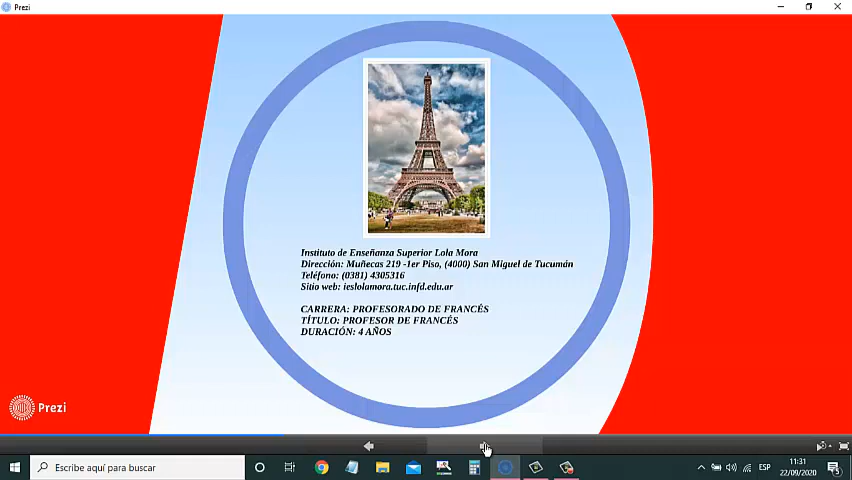 Prezi
Instituto de Enseñanza Superior Lola Mora
Dirección: Muñecas 219 -1er Piso, (4000) San Miguel de Tucumán
Teléfono: (0381) 4305316
Sitio web: ieslolamora.tuc.infd.edu.ar
CARRERA: PROFESORADO DE FRANCÉS
TÍTULO: PROFESOR DE FRANCÉS
DURACIÓN: 4 AÑOS
Prezi
Escribe aquí para buscar
ESP
11:31
22/09/2020